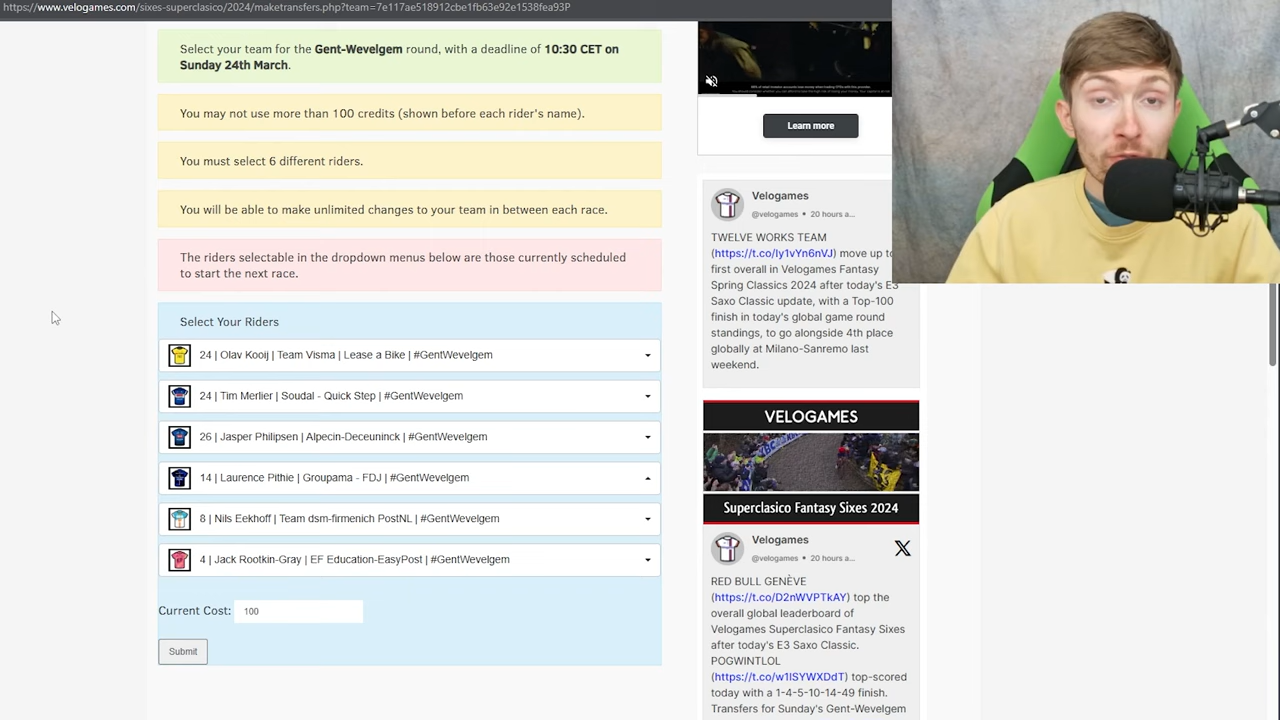 https://www.velogames.com/sixes-superclasico/2024/maketransfers.php?team=7e117ae518912cbe1fb63e92e1538fea93P
Select your team for the Gent-Wevelgem round, with a deadline of 10:30 CET on
Sunday 24th March.
You may not use more than 100 credits (shown before each rider's name).
You must select 6 different riders.
You will be able to make unlimited changes to your team in between each race.
The riders selectable in the dropdown menus below are those currently scheduled
to start the next race.
Select Your Riders
24 | Olav Kooij | Team Visma | Lease a Bike | #GentWevelgem
24 | Tim Merlier | Soudal - Quick Step | #GentWevelgem
26 | Jasper Philipsen | Alpecin-Deceuninck | #GentWevelgem
14 | Laurence Pithie | Groupama - FDJ | #GentWevelgem
8 | Nils Eekhoff | Team dsm-firmenich PostNL | #GentWevelgem
4 | Jack Rootkin-Gray | EF Education-EasyPost | #GentWevelgem
Current Cost: 100
Submit
Learn more
Velogames
@velogames • 20 hours a...
TWELVE WORKS TEAM
(https://t.co/Iy1vYn6nVJ) move up to
first overall in Velogames Fantasy
Spring Classics 2024 after today's E3
Saxo Classic update, with a Top-100
finish in today's global game round
standings, to go alongside 4th place
globally at Milano-Sanremo last
weekend.
VELOGAMES
Superclasico Fantasy Sixes 2024
Velogames
@velogames • 20 hours a...
RED BULL GENÈVE
(https://t.co/D2nWVPTkAY) top the
overall global leaderboard of
Velogames Superclasico Fantasy Sixes
after today's E3 Saxo Classic.
POGWINTLOL
(https://t.co/w1ISYWXDdT) top-scored
today with a 1-4-5-10-14-49 finish.
Transfers for Sunday's Gent-Wevelgem